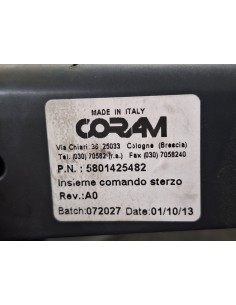 MADE IN ITALY
CORAM
Via Chiari, 36 25033 Cologne (Brescia)
Tel. (030) 70582 (r.a.) Fax (030) 7058240
P.N. : 5801425482
Insieme comando sterzo
Rev.: A0
Batch: 072027 Date: 01/10/13